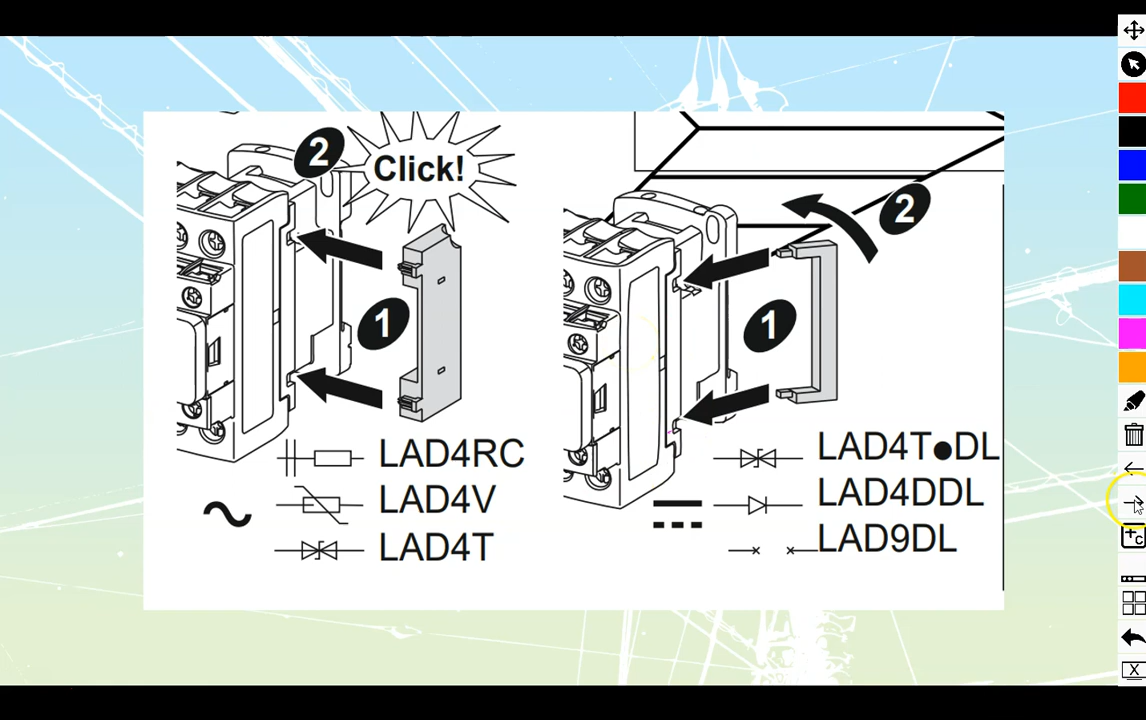 2
Click!
1
LAD4RC
LAD4V
LAD4T
2
1
LAD4T●DL
LAD4DDL
LAD9DL
+C
X